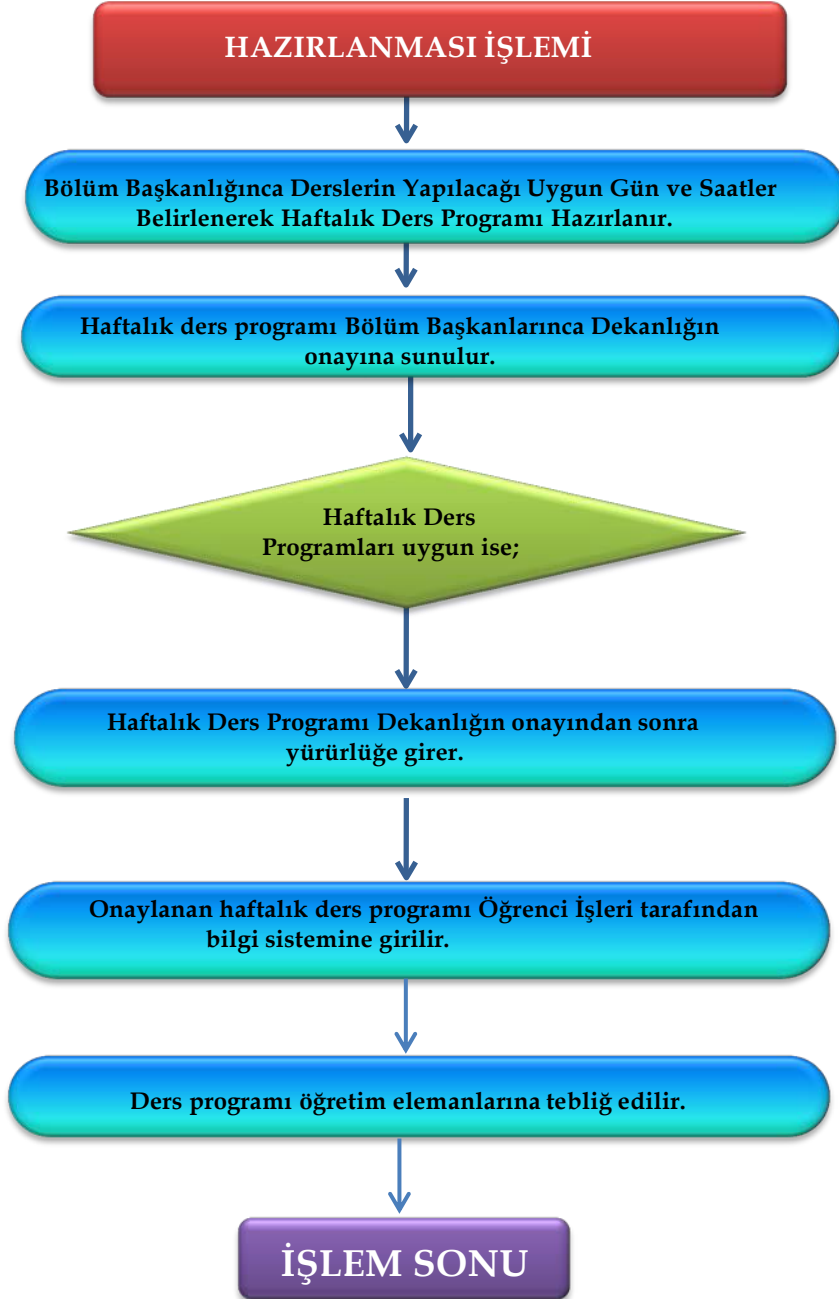 HAZIRLANMASI İŞLEMİ
Bölüm Başkanlığınca Derslerin Yapılacağı Uygun Gün ve Saatler
Belirlenerek Haftalık Ders Programı Hazırlanır.
Haftalık ders programı Bölüm Başkanlarınca Dekanlığın
onayına sunulur.
Haftalık Ders
Programları uygun ise;
Haftalık Ders Programı Dekanlığın onayından sonra
yürürlüğe girer.
Onaylanan haftalık ders programı Öğrenci İşleri tarafından
bilgi sistemine girilir.
Ders programı öğretim elemanlarına tebliğ edilir.
İŞLEM SONU